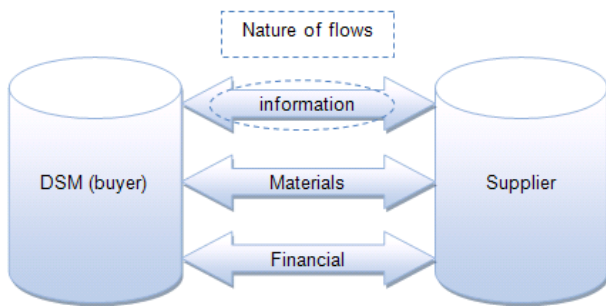 Nature of flows
information
DSM (buyer)
Materials
Supplier
Financial